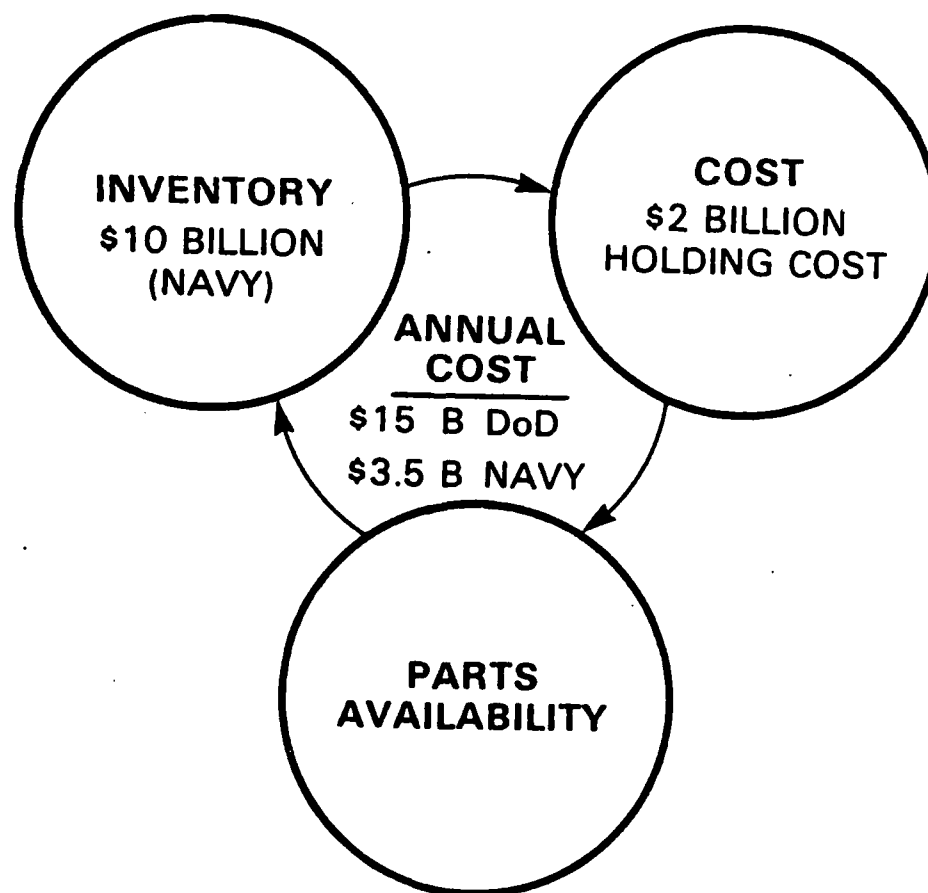 INVENTORY
$10 BILLION
(NAVY)
COST
$2 BILLION
HOLDING COST
ANNUAL
COST
$15 B DoD
$3.5 B NAVY
PARTS
AVAILABILITY